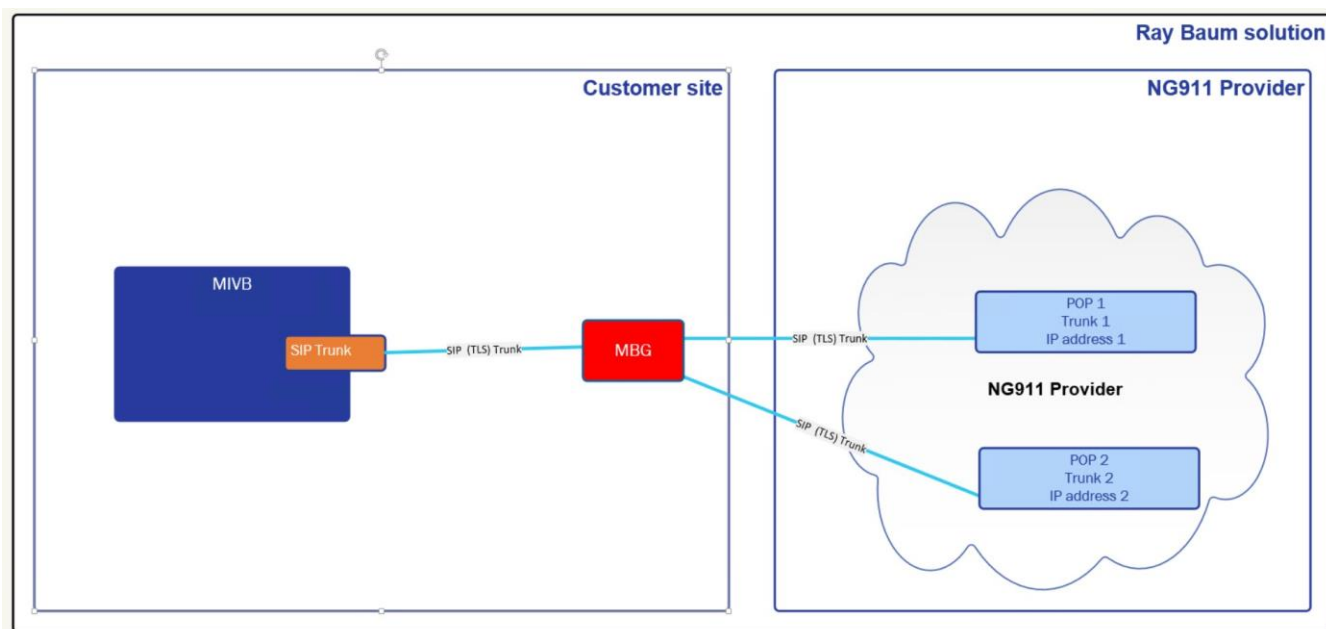 Ray Baum solution
Customer site
NG911 Provider
MIVB
SIP Trunk
SIP (TLS) Trunk
MBG
SIP (TLS) Trunk
SIP (TLS) Trunk
POP 1
Trunk 1
IP address 1
NG911 Provider
POP 2
Trunk 2
IP address 2